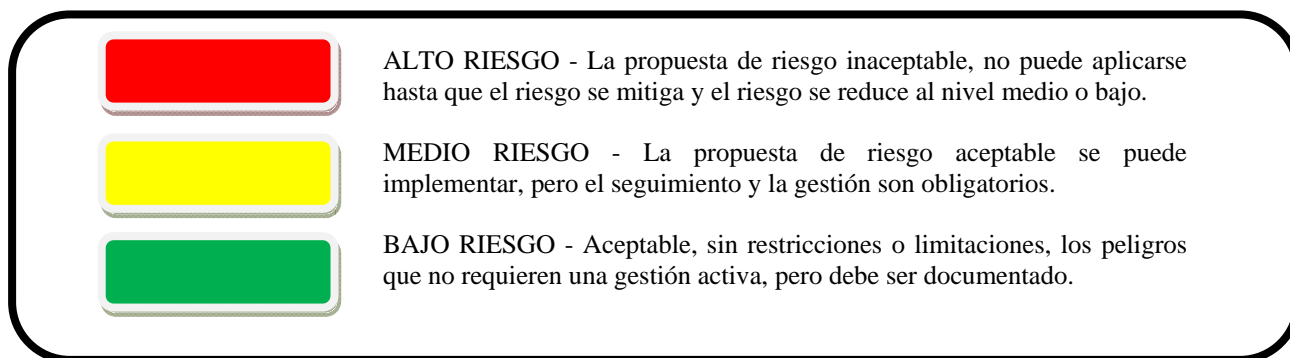 ALTO RIESGO - La propuesta de riesgo inaceptable, no puede aplicarse
hasta que el riesgo se mitiga y el riesgo se reduce al nivel medio o bajo.
MEDIO RIESGO - La propuesta de riesgo aceptable se puede
implementar, pero el seguimiento y la gestión son obligatorios.
BAJO RIESGO - Aceptable, sin restricciones o limitaciones, los peligros
que no requieren una gestión activa, pero debe ser documentado.